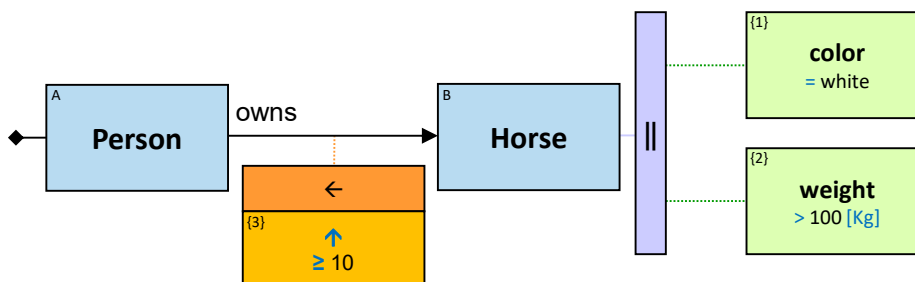 {1}
color
= white
A
Person
owns
B
Horse
||
←
{3}
↑
≥ 10
{2}
weight
> 100 [Kg]